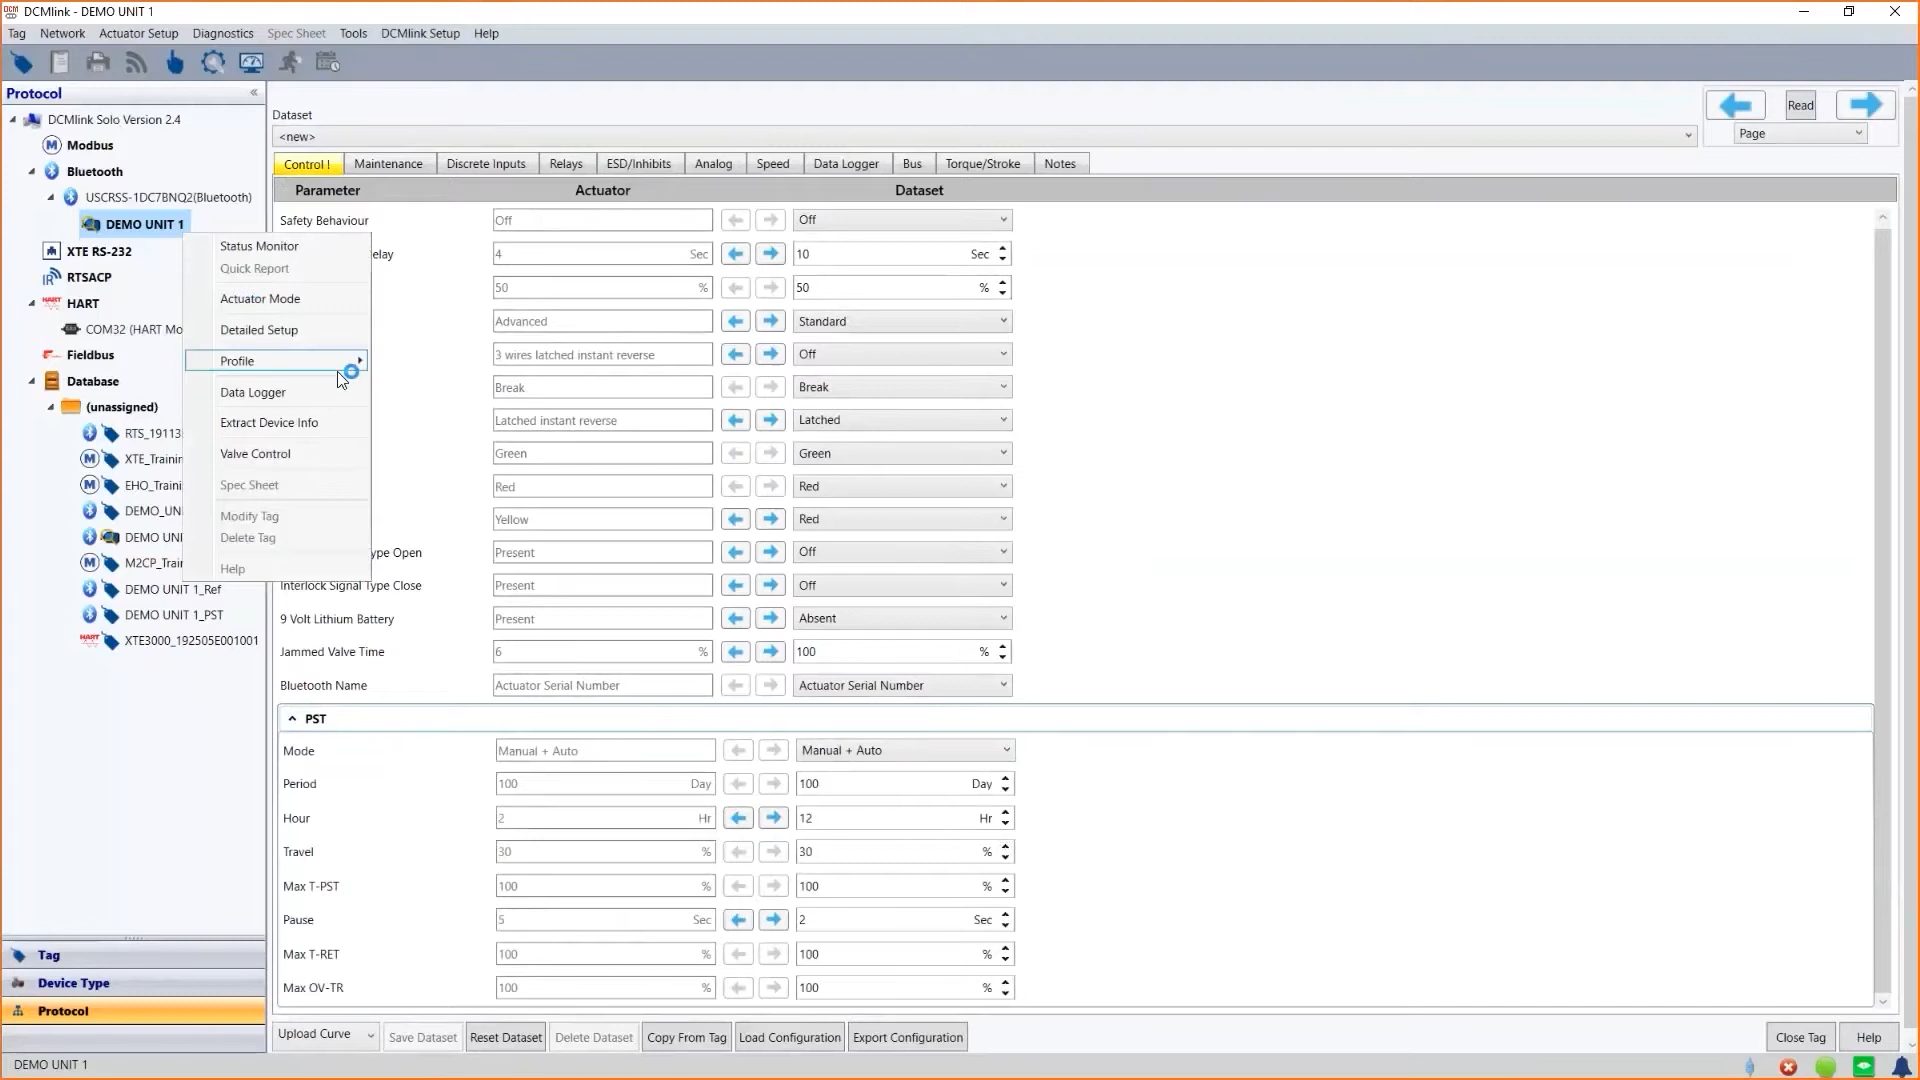 DCMlink - DEMO UNIT 1
Tag Network Actuator Setup Diagnostics Spec Sheet Tools DCMlink Setup Help
Protocol
DCMlink Solo Version 2.4
Modbus
Bluetooth
USCRSS-1DC7BNQ2(Bluetooth)
DEMO UNIT 1
XTE RS-232
RTSACP
HART
COM32 (HART Mo
Fieldbus
Database
(unassigned)
RTS_19113
XTE_Trainin
EHO_Traini
DEMO_UNI
DEMO UNI
M2CP_Trai
DEMO UNIT 1_Ref
DEMO UNIT 1_PST
XTE3000_192505E001001
Tag
Device Type
Protocol
DEMO UNIT 1
Status Monitor
Quick Report
Actuator Mode
Detailed Setup
Profile
Data Logger
Extract Device Info
Valve Control
Spec Sheet
Modify Tag
Delete Tag
Help
Dataset
<new>
Read
Page
Control ! Maintenance Discrete Inputs Relays ESD/Inhibits Analog Speed Data Logger Bus Torque/Stroke Notes
Parameter Actuator Dataset
Safety Behaviour Off Off
elay 4 Sec 10 Sec
50 % 50 %
Advanced Standard
3 wires latched instant reverse Off
Break Break
Latched instant reverse Latched
Green Green
Red Red
Yellow Red
ype Open Present Off
Interlock Signal Type Close Present Off
9 Volt Lithium Battery Present Absent
Jammed Valve Time 6 % 100 %
Bluetooth Name Actuator Serial Number Actuator Serial Number
PST
Mode Manual + Auto Manual + Auto
Period 100 Day 100 Day
Hour 2 Hr 12 Hr
Travel 30 % 30 %
Max T-PST 100 % 100 %
Pause 5 Sec 2 Sec
Max T-RET 100 % 100 %
Max OV-TR 100 % 100 %
Upload Curve Save Dataset Reset Dataset Delete Dataset Copy From Tag Load Configuration Export Configuration Close Tag Help